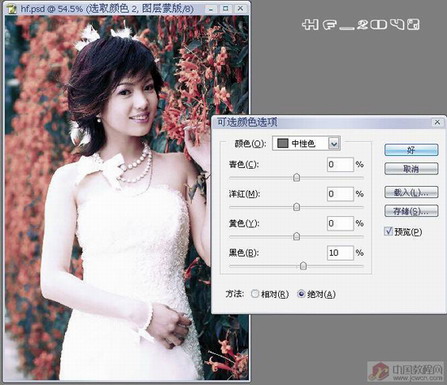 hf.psd @ 54.5% (选取颜色 2, 图层蒙版/8)
HF_2048
可选颜色选项
颜色(O): 中性色
青色(C): 0 %
洋红(M): 0 %
黄色(Y): 0 %
黑色(B): 10 %
方法: 相对(R) 绝对(A)
好
取消
载入(L)...
存储(S)...
预览(P)
中国教程网
www.jcwcn.com